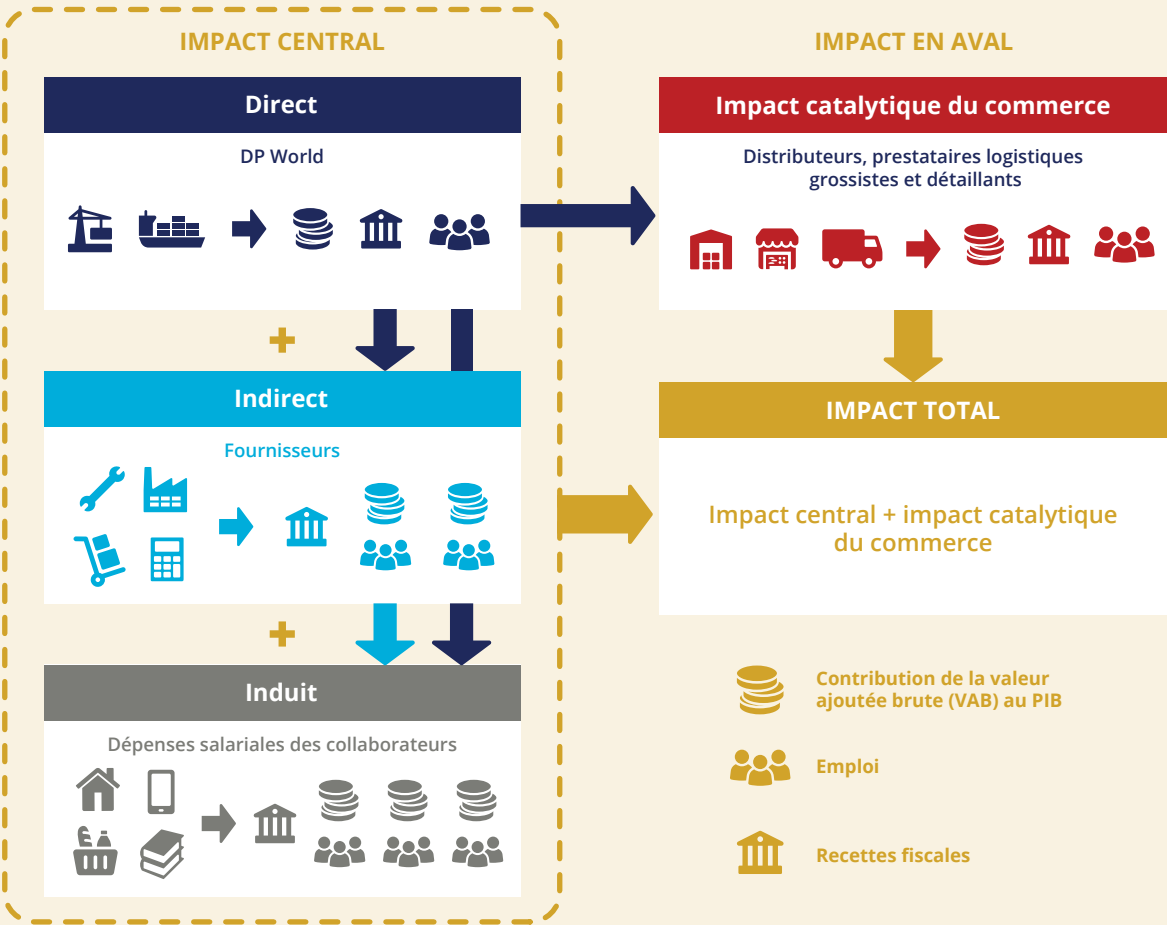 IMPACT CENTRAL
Direct
DP World
Indirect
Fournisseurs
Induit
Dépenses salariales des collaborateurs
IMPACT EN AVAL
Impact catalytique du commerce
Distributeurs, prestataires logistiques
grossistes et détaillants
IMPACT TOTAL
Impact central + impact catalytique
du commerce
Contribution de la valeur
ajoutée brute (VAB) au PIB
Emploi
Recettes fiscales